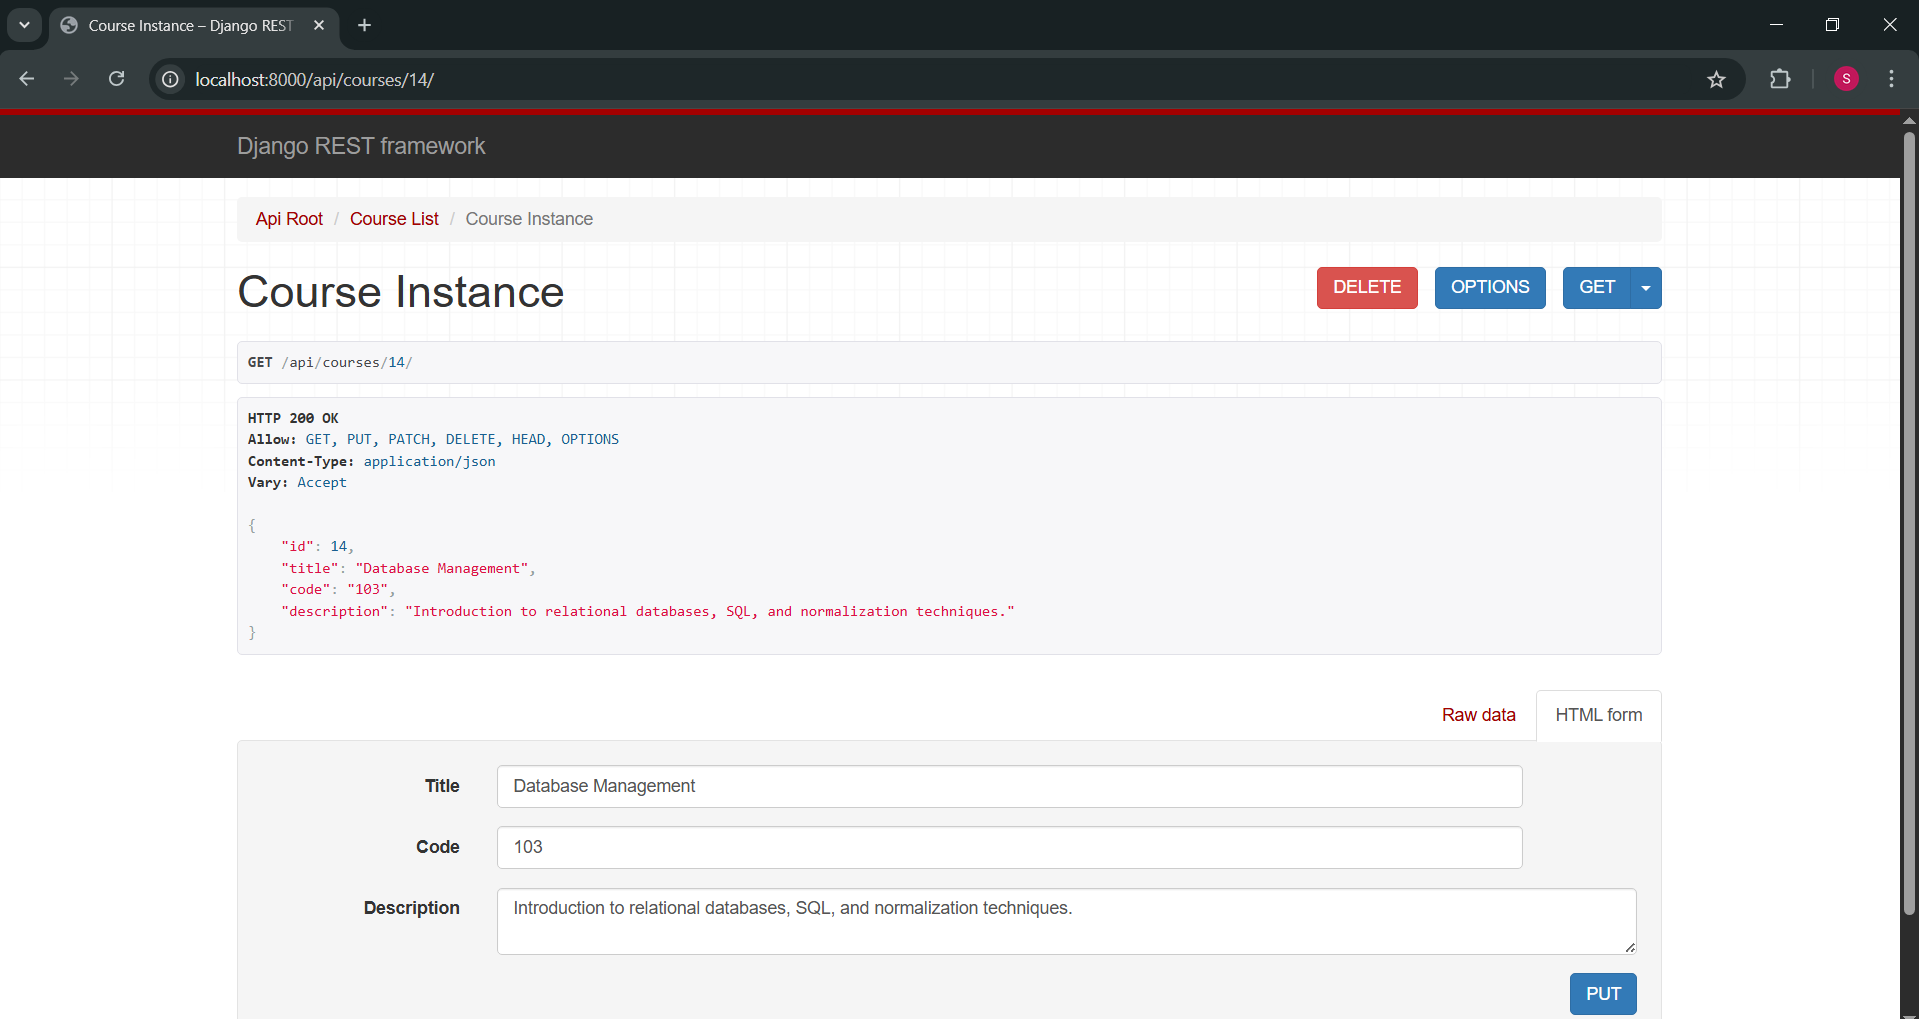 Course Instance – Django REST
localhost:8000/api/courses/14/
S
Django REST framework
Api Root / Course List / Course Instance
Course Instance
DELETE
OPTIONS
GET
GET /api/courses/14/
HTTP 200 OK
Allow: GET, PUT, PATCH, DELETE, HEAD, OPTIONS
Content-Type: application/json
Vary: Accept
{
"id": 14,
"title": "Database Management",
"code": "103",
"description": "Introduction to relational databases, SQL, and normalization techniques."
}
Raw data
HTML form
Title
Database Management
Code
103
Description
Introduction to relational databases, SQL, and normalization techniques.
PUT